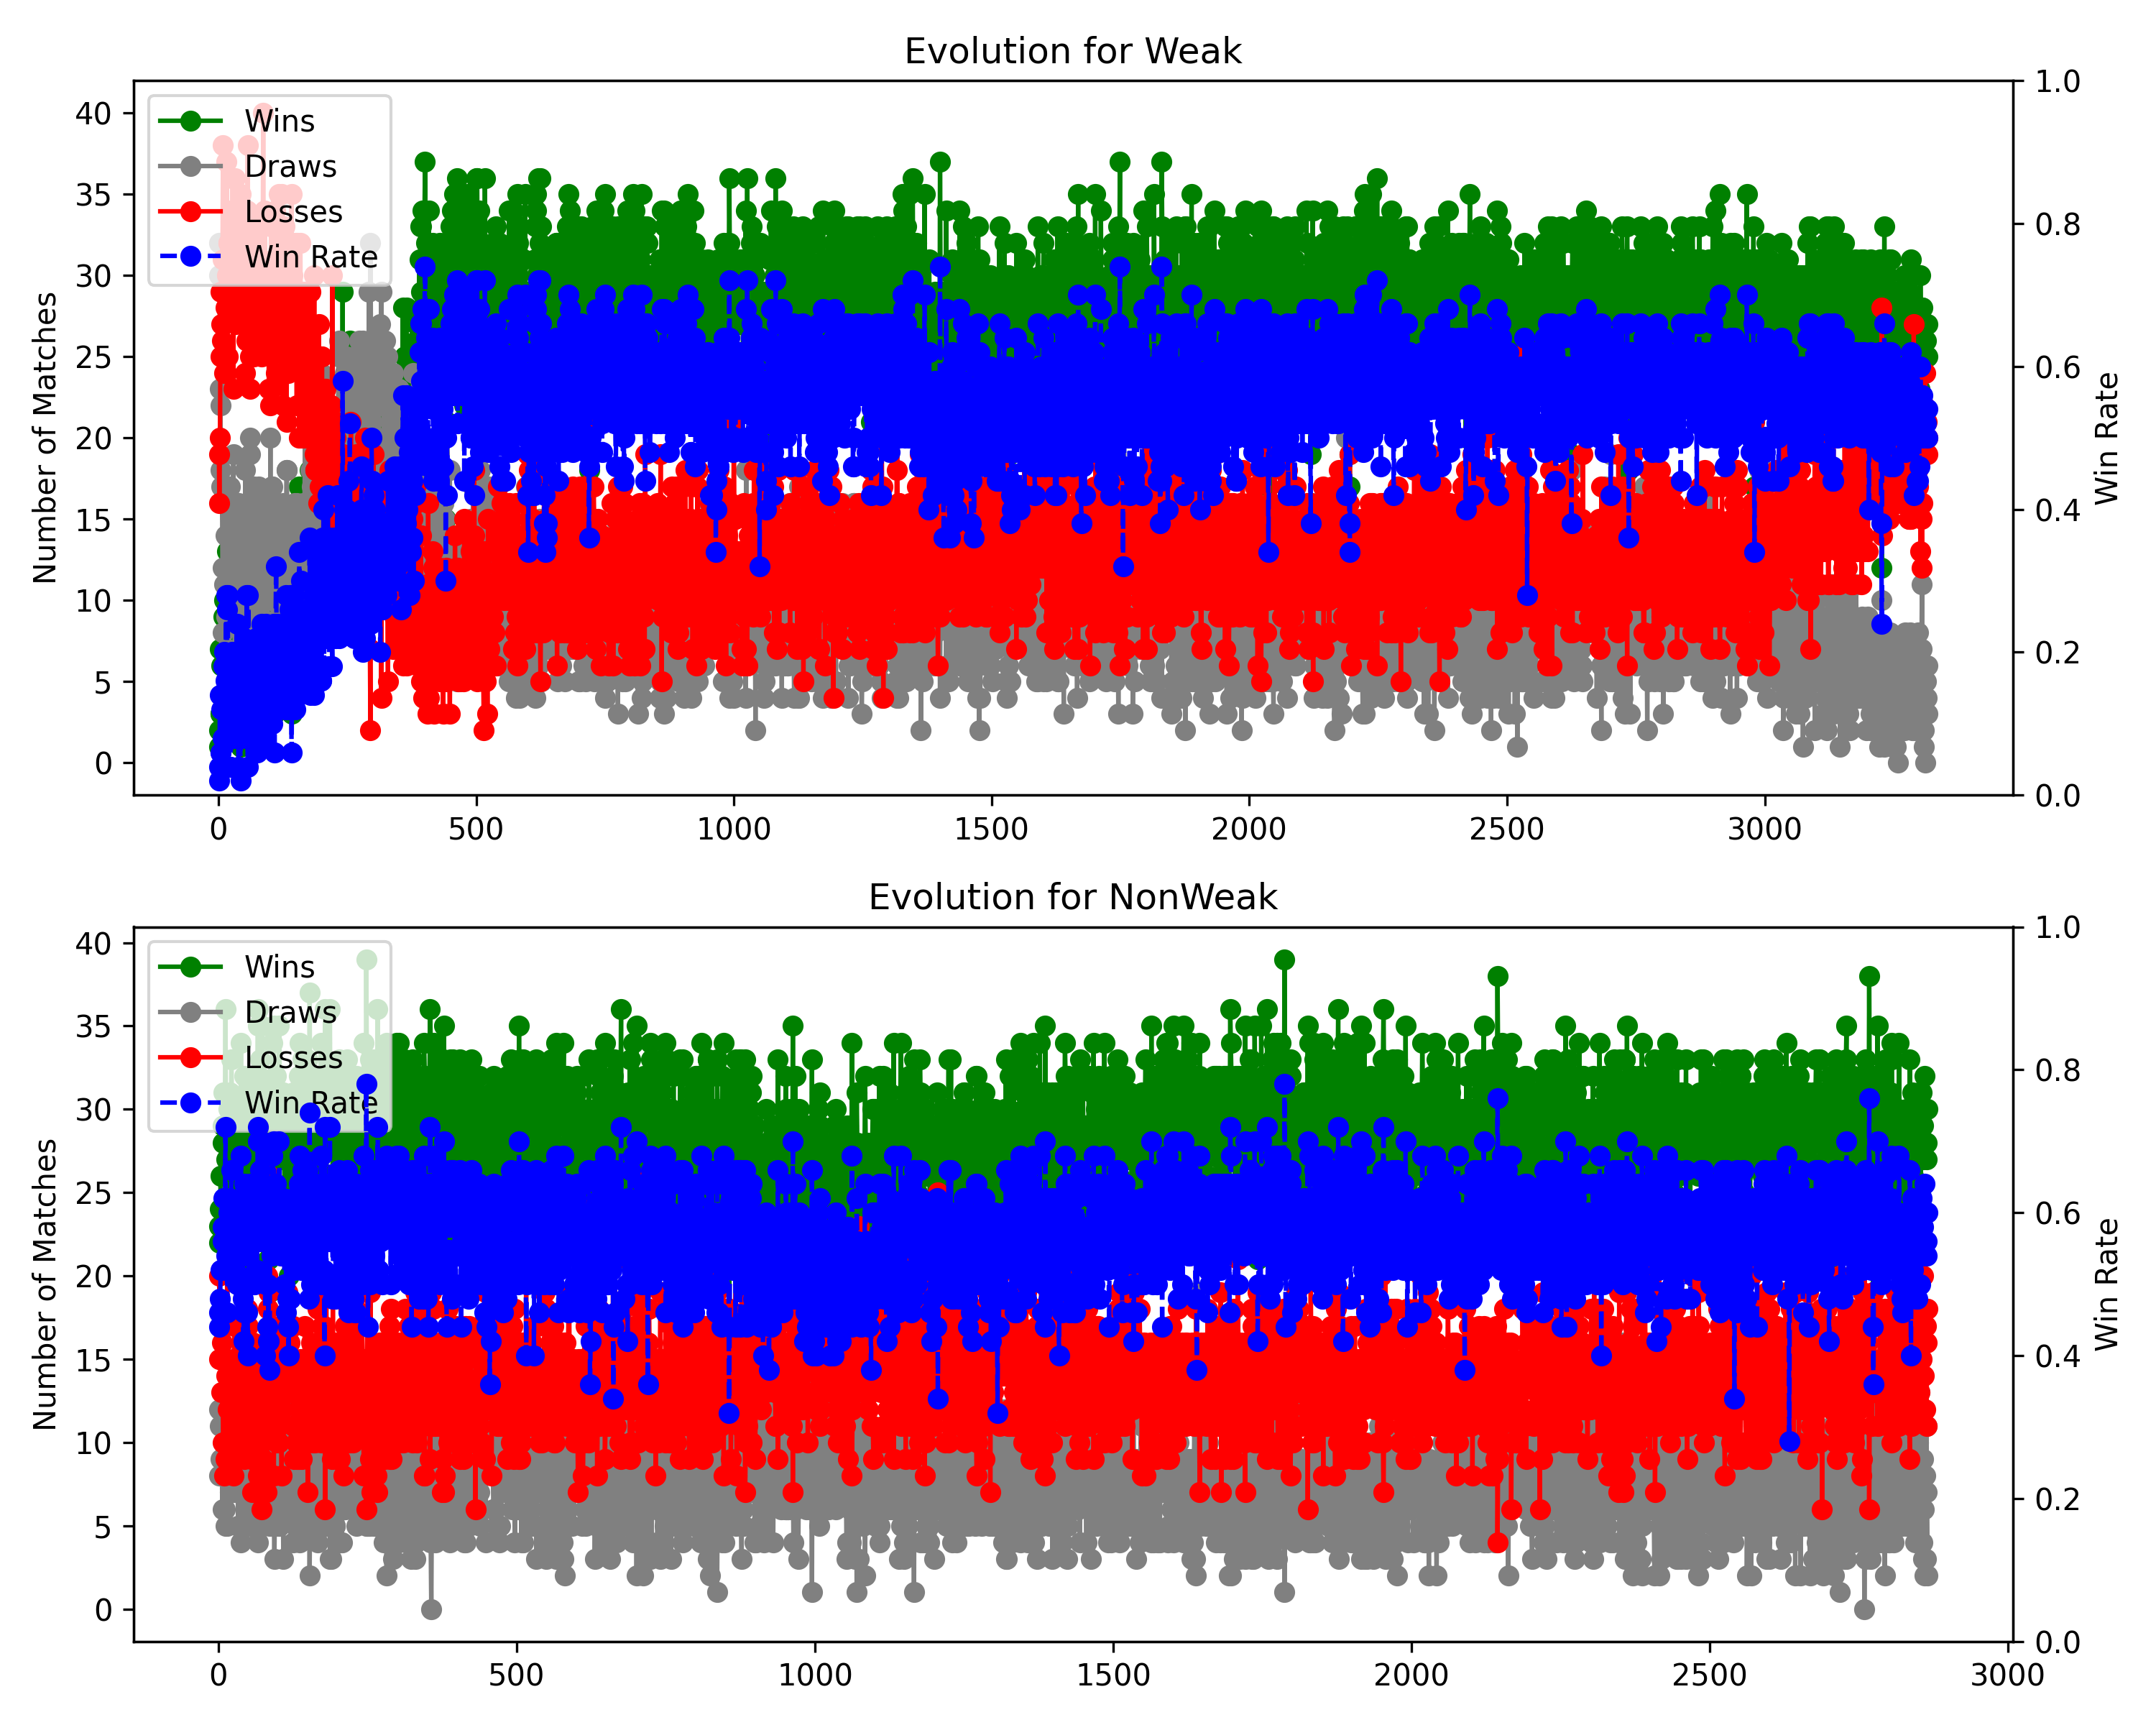 Evolution for Weak
Wins
Draws
Losses
Win Rate
Number of Matches
40
35
30
25
20
15
10
5
0
1.0
0.8
0.6
0.4
0.2
0.0
Win Rate
0 500 1000 1500 2000 2500 3000
Evolution for NonWeak
Wins
Draws
Losses
Win Rate
Number of Matches
40
35
30
25
20
15
10
5
0
1.0
0.8
0.6
0.4
0.2
0.0
Win Rate
0 500 1000 1500 2000 2500 3000